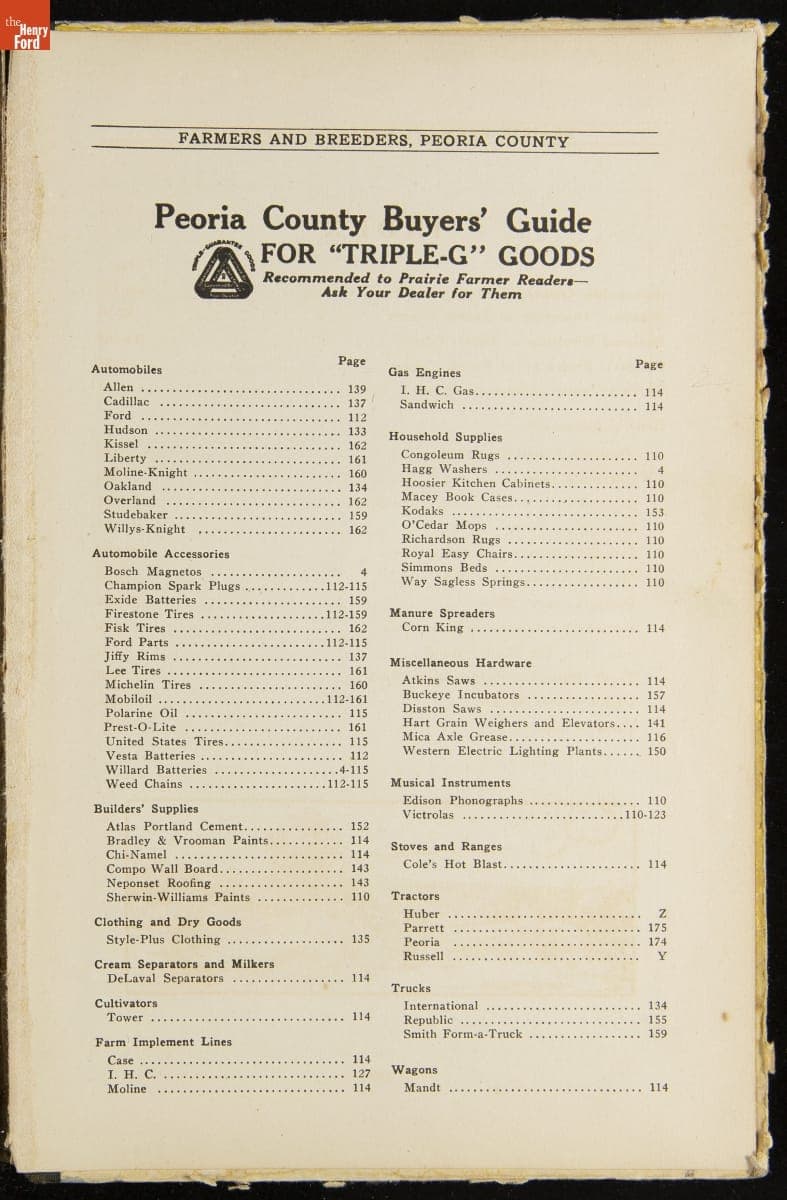 the
Henry
Ford
FARMERS AND BREEDERS, PEORIA COUNTY
Peoria County Buyers' Guide
FOR "TRIPLE-G" GOODS
TRIPLE-GUARANTEE GOODS
Recommended to Prairie Farmer Readers—
Ask Your Dealer for Them
Page
Automobiles
Allen ................................ 139
Cadillac ............................. 137
Ford ................................ 112
Hudson .............................. 133
Kissel ............................... 162
Liberty .............................. 161
Moline-Knight ........................ 160
Oakland ............................. 134
Overland ............................ 162
Studebaker ........................... 159
Willys-Knight ....................... 162
Automobile Accessories
Bosch Magnetos ..................... 4
Champion Spark Plugs .............112-115
Exide Batteries ...................... 159
Firestone Tires ....................112-159
Fisk Tires ........................... 162
Ford Parts ........................112-115
Jiffy Rims ........................... 137
Lee Tires ............................ 161
Michelin Tires ....................... 160
Mobiloil ...........................112-161
Polarine Oil ......................... 115
Prest-O-Lite ......................... 161
United States Tires................... 115
Vesta Batteries ....................... 112
Willard Batteries ....................4-115
Weed Chains ......................112-115
Builders' Supplies
Atlas Portland Cement................ 152
Bradley & Vrooman Paints............ 114
Chi-Namel ........................... 114
Compo Wall Board.................... 143
Neponset Roofing .................... 143
Sherwin-Williams Paints .............. 110
Clothing and Dry Goods
Style-Plus Clothing ................... 135
Cream Separators and Milkers
DeLaval Separators .................. 114
Cultivators
Tower ............................... 114
Farm Implement Lines
Case ................................. 114
I. H. C. ............................. 127
Moline .............................. 114
Page
Gas Engines
I. H. C. Gas........................... 114
Sandwich ............................ 114
Household Supplies
Congoleum Rugs ..................... 110
Hagg Washers ....................... 4
Hoosier Kitchen Cabinets.............. 110
Macey Book Cases.................... 110
Kodaks .............................. 153
O'Cedar Mops ....................... 110
Richardson Rugs ..................... 110
Royal Easy Chairs.................... 110
Simmons Beds ....................... 110
Way Sagless Springs.................. 110
Manure Spreaders
Corn King ........................... 114
Miscellaneous Hardware
Atkins Saws ......................... 114
Buckeye Incubators .................. 157
Disston Saws ........................ 114
Hart Grain Weighers and Elevators.... 141
Mica Axle Grease..................... 116
Western Electric Lighting Plants...... 150
Musical Instruments
Edison Phonographs .................. 110
Victrolas ..........................110-123
Stoves and Ranges
Cole's Hot Blast...................... 114
Tractors
Huber ............................... Z
Parrett .............................. 175
Peoria .............................. 174
Russell .............................. Y
Trucks
International ......................... 134
Republic ............................. 155
Smith Form-a-Truck .................. 159
Wagons
Mandt ............................... 114